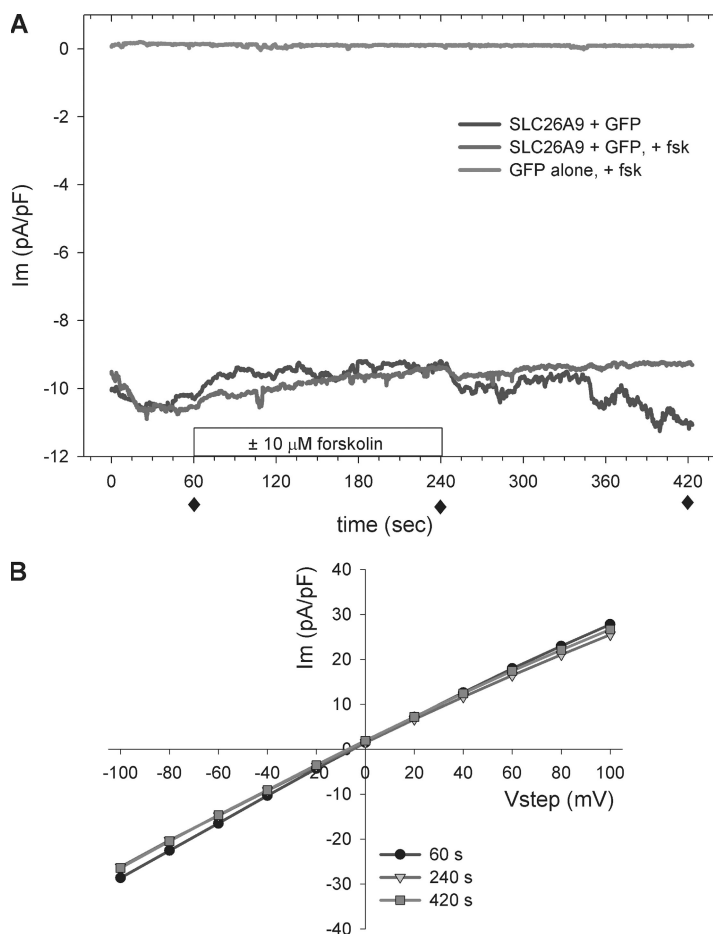 A
0
-2
-4
-6
-8
-10
-12
Im (pA/pF)
SLC26A9 + GFP
SLC26A9 + GFP, + fsk
GFP alone, + fsk
± 10 μM forskolin
0 60 120 180 240 300 360 420
time (sec)
B
Im (pA/pF)
40
30
20
10
0
-10
-20
-30
-40
-100 -80 -60 -40 -20 0 20 40 60 80 100
Vstep (mV)
60 s
240 s
420 s